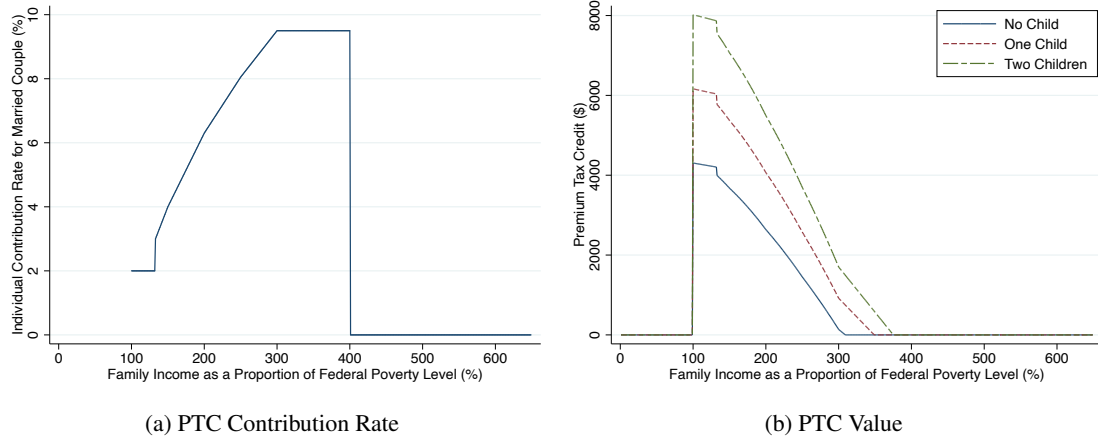 Individual Contribution Rate for Married Couple (%)
10
8
6
4
2
0
0 100 200 300 400 500 600
Family Income as a Proportion of Federal Poverty Level (%)
(a) PTC Contribution Rate
Premium Tax Credit ($)
8000
6000
4000
2000
0
No Child
One Child
Two Children
0 100 200 300 400 500 600
Family Income as a Proportion of Federal Poverty Level (%)
(b) PTC Value